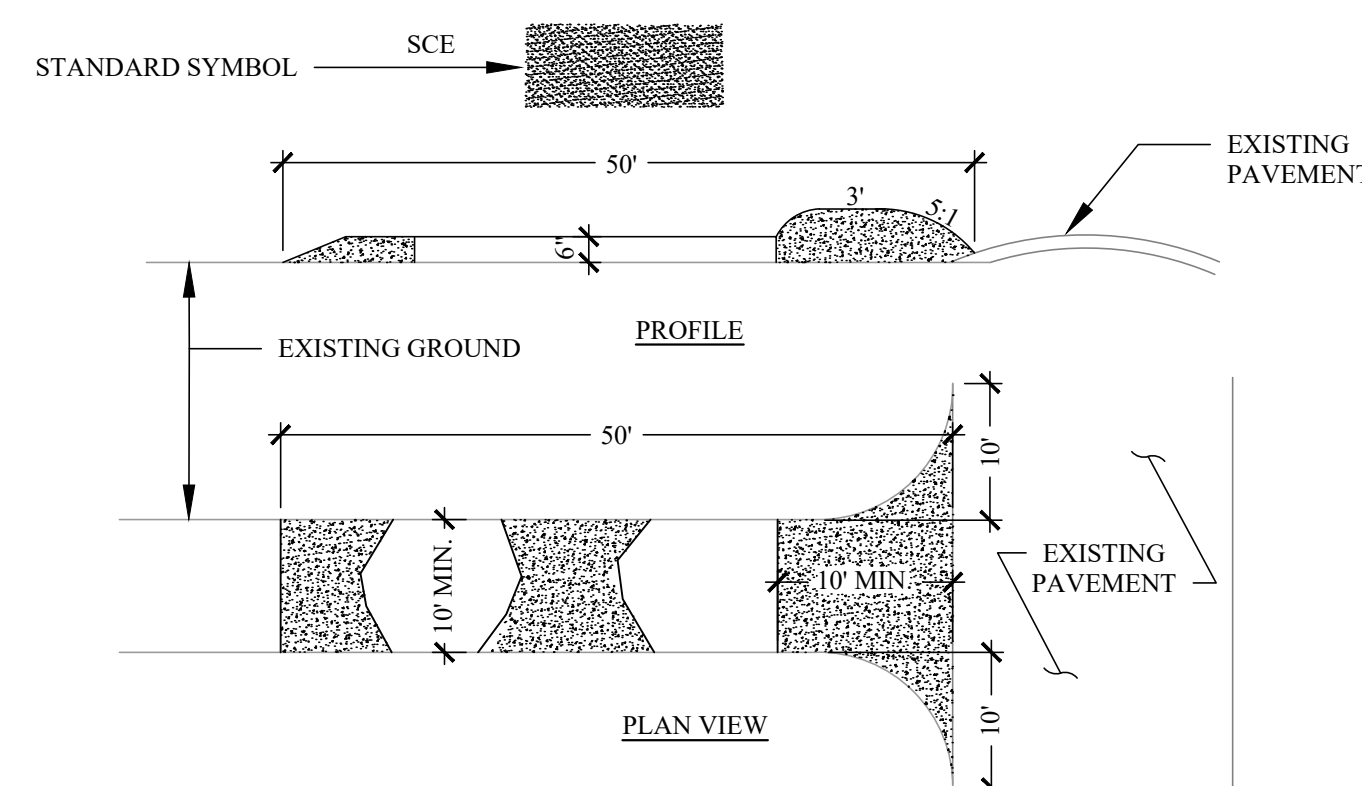 SCE
STANDARD SYMBOL
EXISTING
PAVEMENT
50'
3'
5:1
6"
PROFILE
EXISTING GROUND
50'
10'
10' MIN.
10' MIN.
EXISTING
PAVEMENT
10'
PLAN VIEW